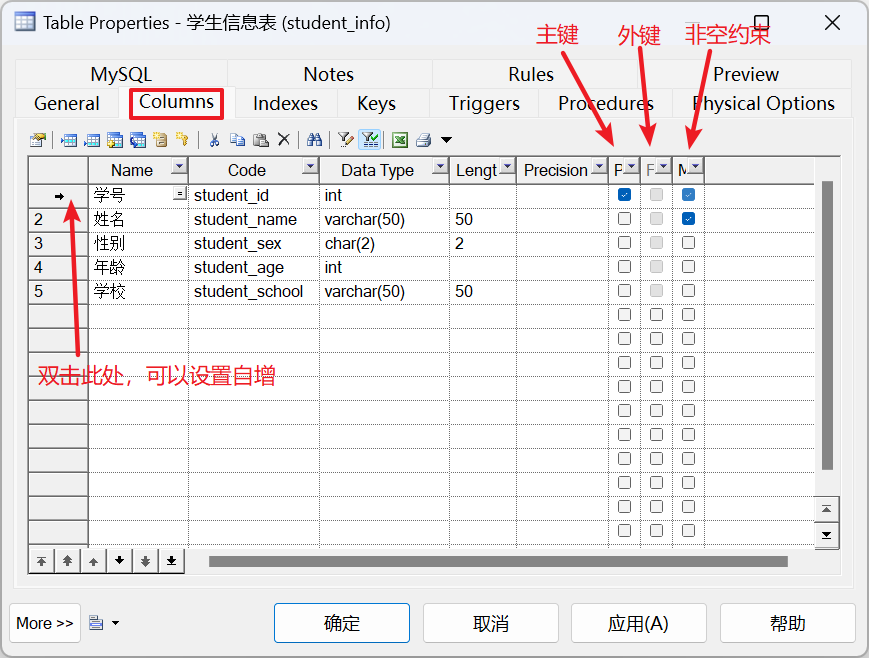 Table Properties - 学生信息表 (student_info)
主键 外键 非空约束
MySQL Notes Rules Preview
General Columns Indexes Keys Triggers Procedures Physical Options
Name Code Data Type Lengt Precision P F M
学号 = student_id int
2 姓名 student_name varchar(50) 50
3 性别 student_sex char(2) 2
4 年龄 student_age int
5 学校 student_school varchar(50) 50
双击此处，可以设置自增
More >> 确定 取消 应用(A) 帮助